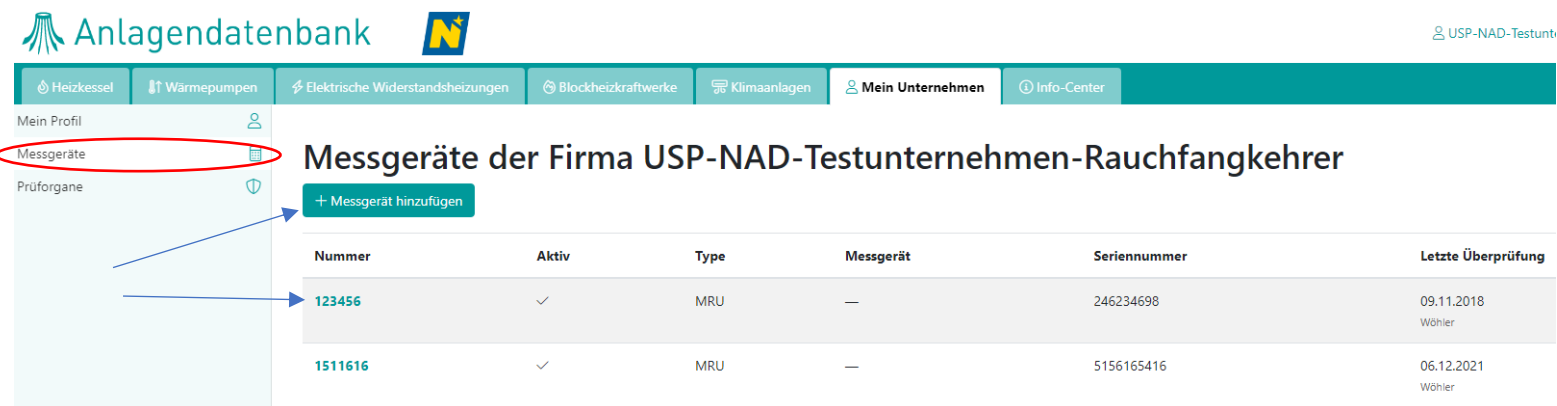 Anlagendatenbank N
USP-NAD-Testunte
Heizkessel Wärmepumpen Elektrische Widerstandsheizungen Blockheizkraftwerke Klimaanlagen Mein Unternehmen Info-Center
Mein Profil
Messgeräte
Prüforgane
Messgeräte der Firma USP-NAD-Testunternehmen-Rauchfangkehrer
+ Messgerät hinzufügen
Nummer Aktiv Type Messgerät Seriennummer Letzte Überprüfung
123456 ✓ MRU — 246234698 09.11.2018
Wöhler
1511616 ✓ MRU — 5156165416 06.12.2021
Wöhler